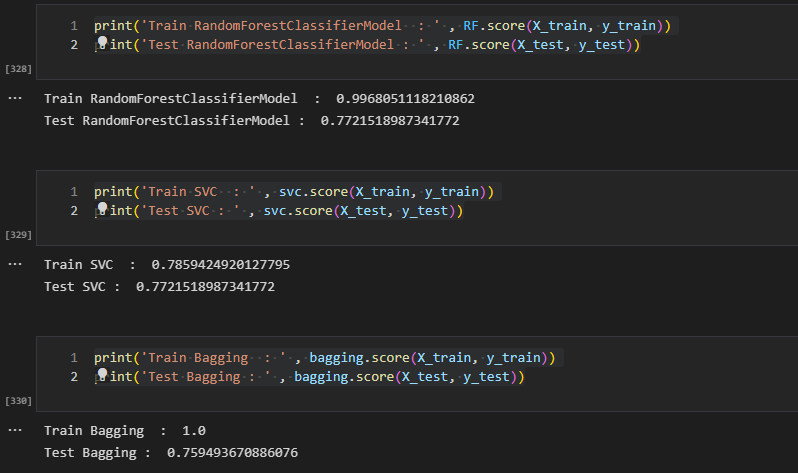 1 print('Train RandomForestClassifierModel  : ' , RF.score(X_train, y_train))
2 int('Test RandomForestClassifierModel : ' , RF.score(X_test, y_test))
[328]
... Train RandomForestClassifierModel  :  0.9968051118210862
Test RandomForestClassifierModel :  0.7721518987341772
1 print('Train SVC  : ' , svc.score(X_train, y_train))
2 int('Test SVC : ' , svc.score(X_test, y_test))
[329]
... Train SVC  :  0.7859424920127795
Test SVC :  0.7721518987341772
1 print('Train Bagging  : ' , bagging.score(X_train, y_train))
2 int('Test Bagging : ' , bagging.score(X_test, y_test))
[330]
... Train Bagging  :  1.0
Test Bagging :  0.759493670886076